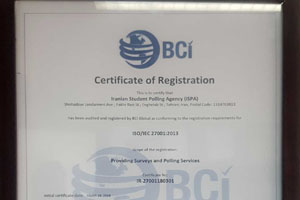 BCI
Certificate of Registration
This is to certify that
Iranian Student Polling Agency (ISPA)
Has been audited and registered by BCI Global as conforming to the registration requirements for
ISO/IEC 27001:2013
Scope of the registration:
Providing Surveys and Polling Services
Certificate No
IR 27001180301
BCI